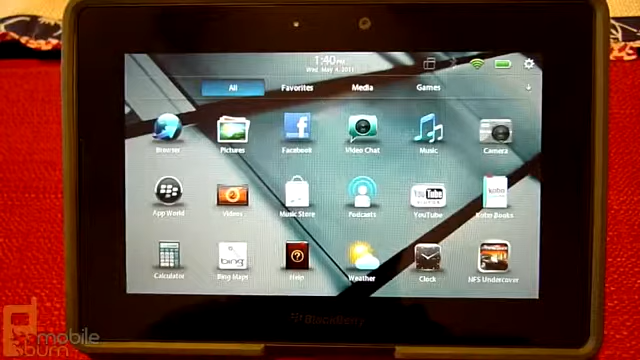 1:40PM
Wed, May 4, 2011
All Favorites Media Games
Browser Pictures Facebook Video Chat Music Camera
App World Videos Music Store Podcasts YouTube Kobo Books
Calculator Bing Maps Help Weather Clock NFS Undercover
BlackBerry
mobile
burn